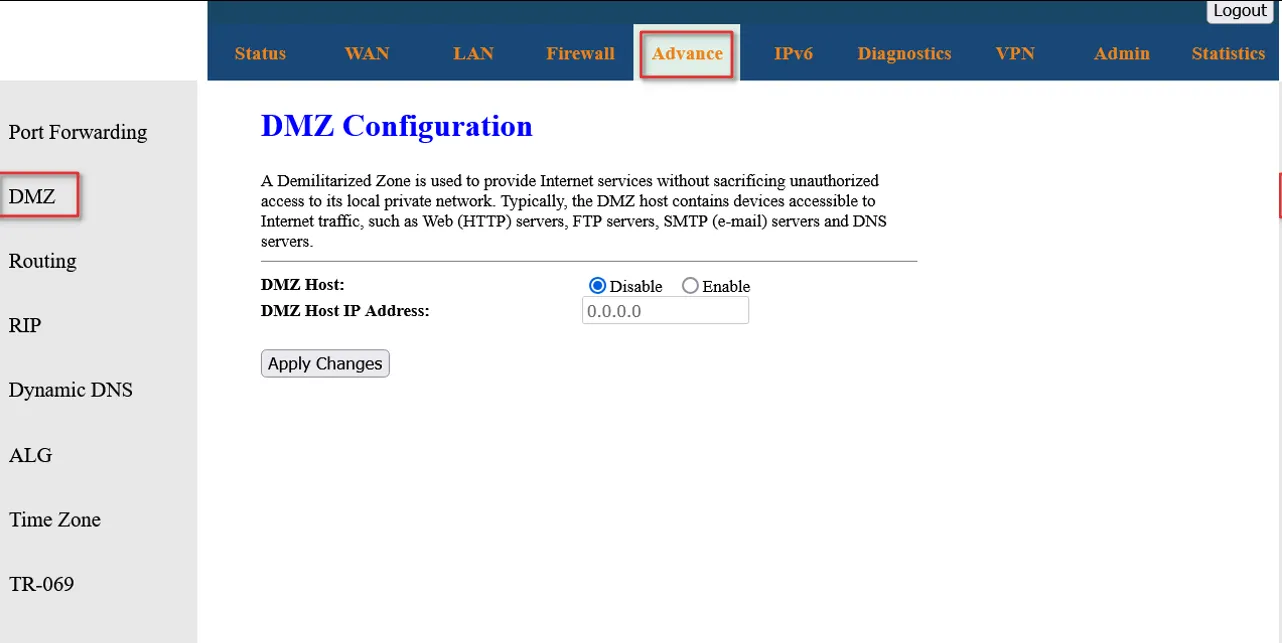 Logout
Status WAN LAN Firewall Advance IPv6 Diagnostics VPN Admin Statistics
Port Forwarding
DMZ
Routing
RIP
Dynamic DNS
ALG
Time Zone
TR-069
DMZ Configuration
A Demilitarized Zone is used to provide Internet services without sacrificing unauthorized
access to its local private network. Typically, the DMZ host contains devices accessible to
Internet traffic, such as Web (HTTP) servers, FTP servers, SMTP (e-mail) servers and DNS
servers.
DMZ Host: Disable Enable
DMZ Host IP Address: 0.0.0.0
Apply Changes